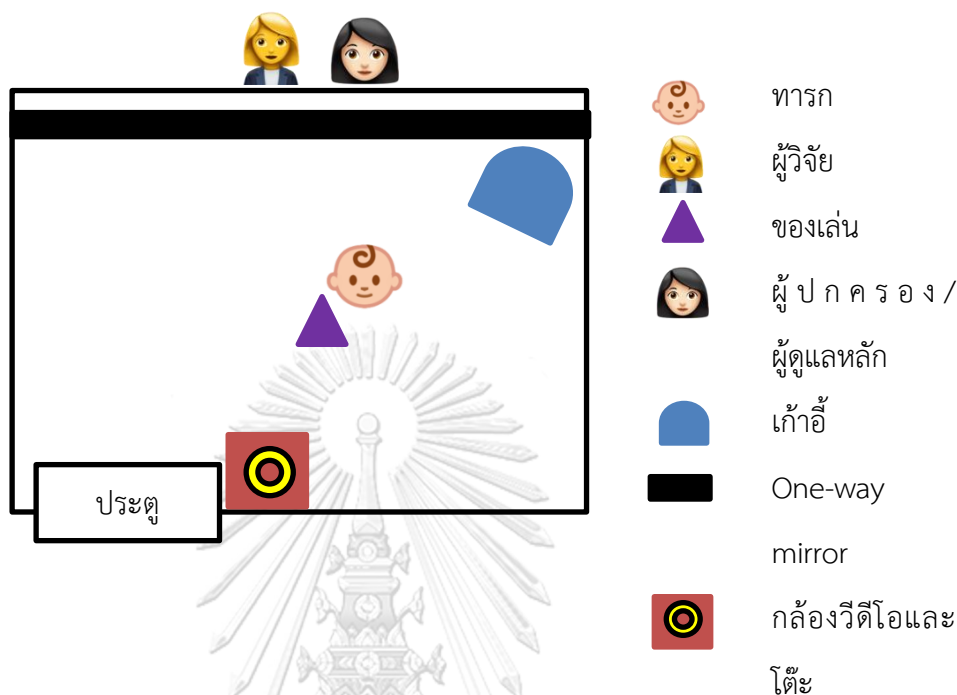 ทารก
ผู้วิจัย
ของเล่น
ผู้ ป ก ค ร อ ง /
ผู้ดูแลหลัก
เก้าอี้
One-way
mirror
กล้องวีดีโอและ
โต๊ะ
ประตู